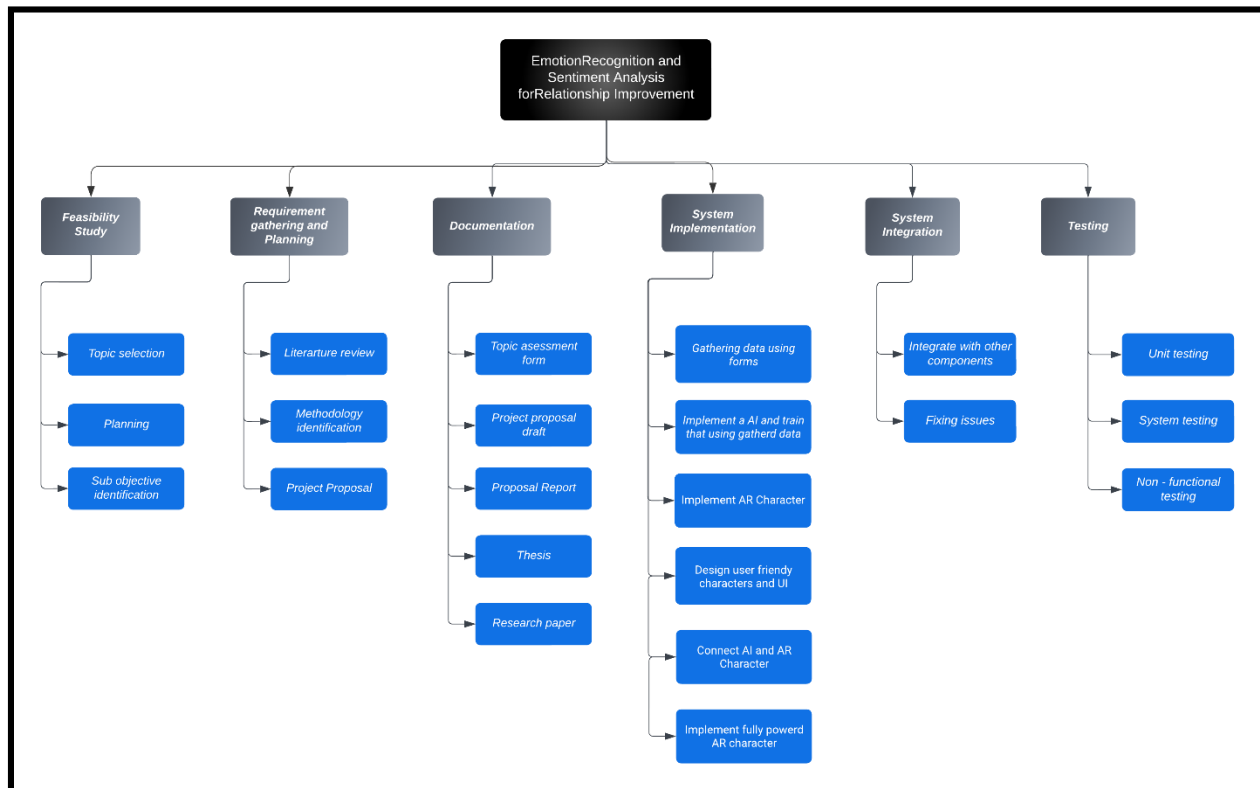 EmotionRecognition and
Sentiment Analysis
forRelationship Improvement
Feasibility
Study
Requirement
gathering and
Planning
Documentation
System
Implementation
System
Integration
Testing
Topic selection
Planning
Sub objective
identification
Literarture review
Methodology
identification
Project Proposal
Topic asessment
form
Project proposal
draft
Proposal Report
Thesis
Research paper
Gathering data using
forms
Implement a AI and train
that using gatherd data
Implement AR Character
Design user friendy
characters and UI
Connect AI and AR
Character
Implement fully powerd
AR character
Integrate with other
components
Fixing issues
Unit testing
System testing
Non - functional
testing